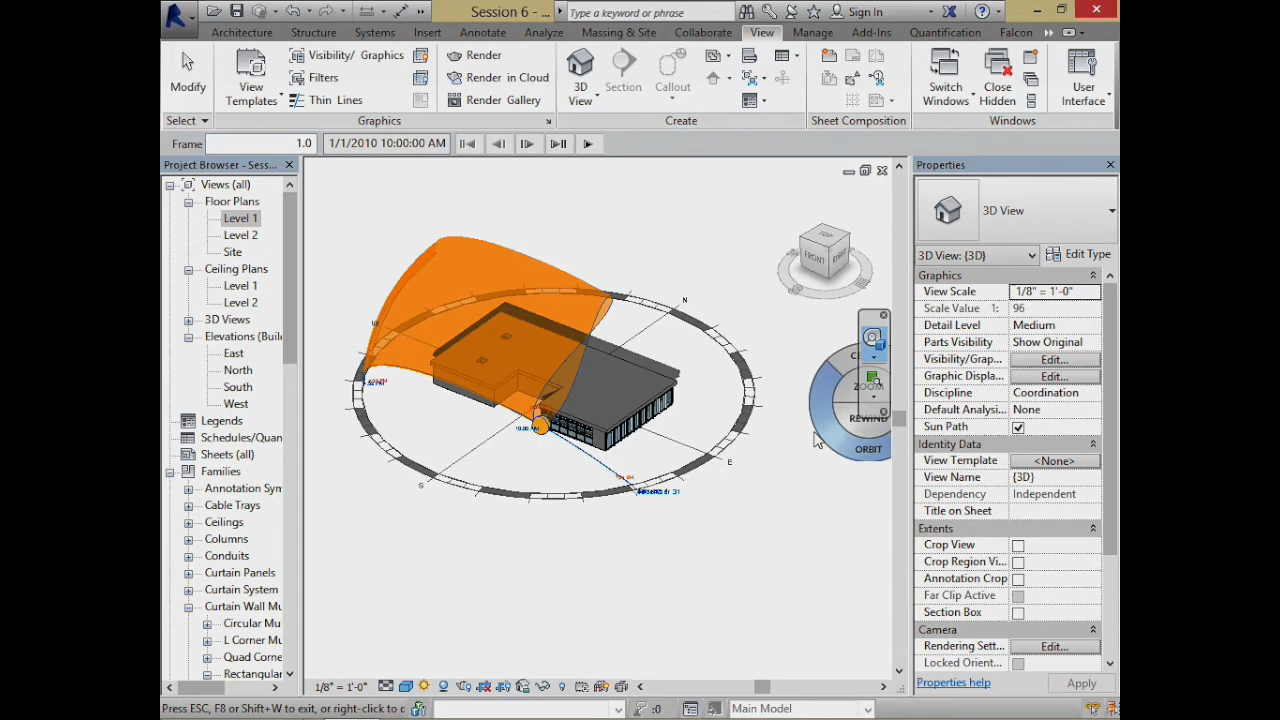 Session 6 - ...
Type a keyword or phrase
Sign In
Architecture Structure Systems Insert Annotate Analyze Massing & Site Collaborate View Manage Add-Ins Quantification Falcon
Modify
View Templates
Visibility/ Graphics
Filters
Thin Lines
Render
Render in Cloud
Render Gallery
3D View
Section
Callout
Switch Windows
Close Hidden
User Interface
Select Graphics Create Sheet Composition Windows
Frame 1.0 1/1/2010 10:00:00 AM
Project Browser - Sess...
Views (all)
Floor Plans
Level 1
Level 2
Site
Ceiling Plans
Level 1
Level 2
3D Views
Elevations (Buil
East
North
South
West
Legends
Schedules/Quan
Sheets (all)
Families
Annotation Sym
Cable Trays
Ceilings
Columns
Conduits
Curtain Panels
Curtain System
Curtain Wall Mu
Circular Mu
L Corner Mu
Quad Corne
Rectangular
N
E
S
10:00 AM
TOP
FRONT
RIGHT
ZOOM
REWIND
ORBIT
Properties
3D View
3D View: {3D} Edit Type
Graphics
View Scale 1/8" = 1'-0"
Scale Value 1: 96
Detail Level Medium
Parts Visibility Show Original
Visibility/Grap... Edit...
Graphic Displa... Edit...
Discipline Coordination
Default Analysi... None
Sun Path
Identity Data
View Template <None>
View Name {3D}
Dependency Independent
Title on Sheet
Extents
Crop View
Crop Region Vi...
Annotation Crop
Far Clip Active
Section Box
Camera
Rendering Sett... Edit...
Locked Orient...
Properties help Apply
1/8" = 1'-0"
Press ESC, F8 or Shift+W to exit, or right-click to c
:0
Main Model